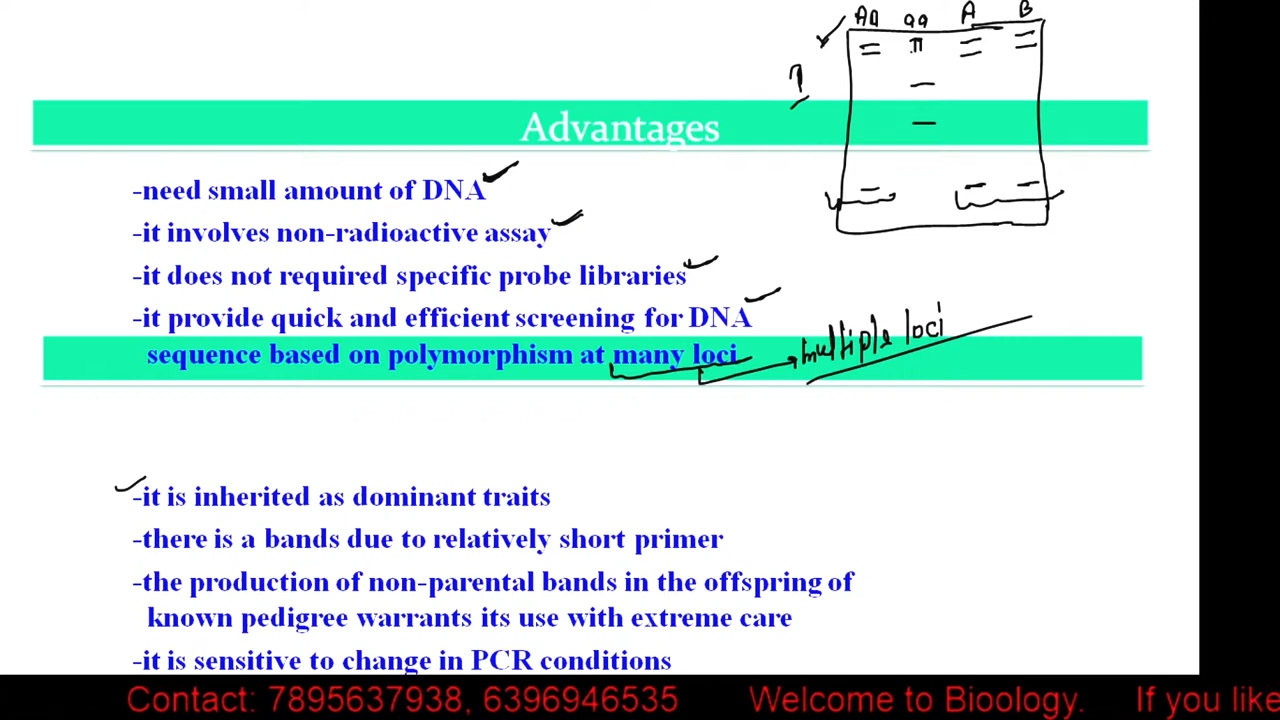 AA aa A B
P
Advantages
-need small amount of DNA
-it involves non-radioactive assay
-it does not required specific probe libraries
-it provide quick and efficient screening for DNA
sequence based on polymorphism at many loci
multiple loci
-it is inherited as dominant traits
-there is a bands due to relatively short primer
-the production of non-parental bands in the offspring of
known pedigree warrants its use with extreme care
-it is sensitive to change in PCR conditions
Contact: 7895637938, 6396946535 Welcome to Bioology. If you like